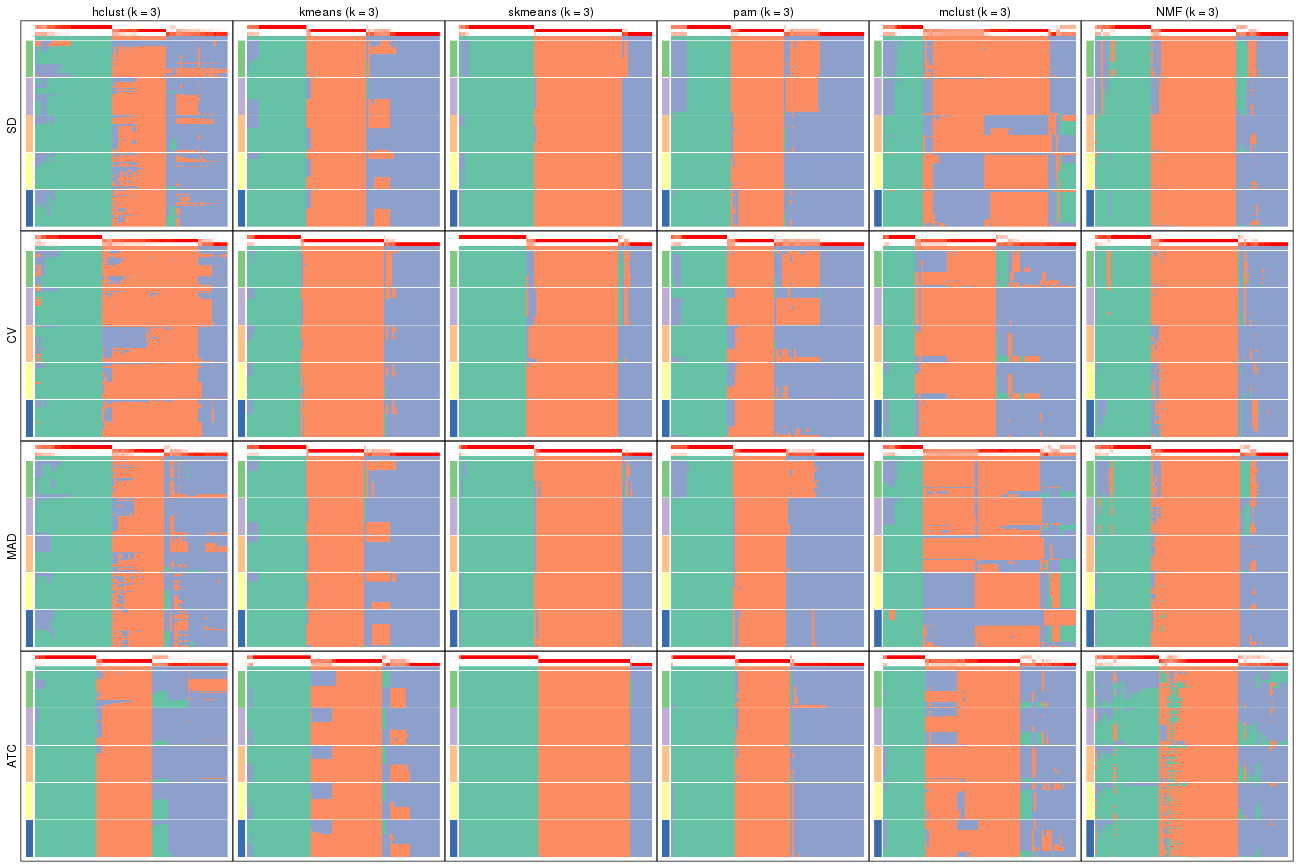 hclust (k = 3)
kmeans (k = 3)
skmeans (k = 3)
pam (k = 3)
mclust (k = 3)
NMF (k = 3)
SD
CV
MAD
ATC